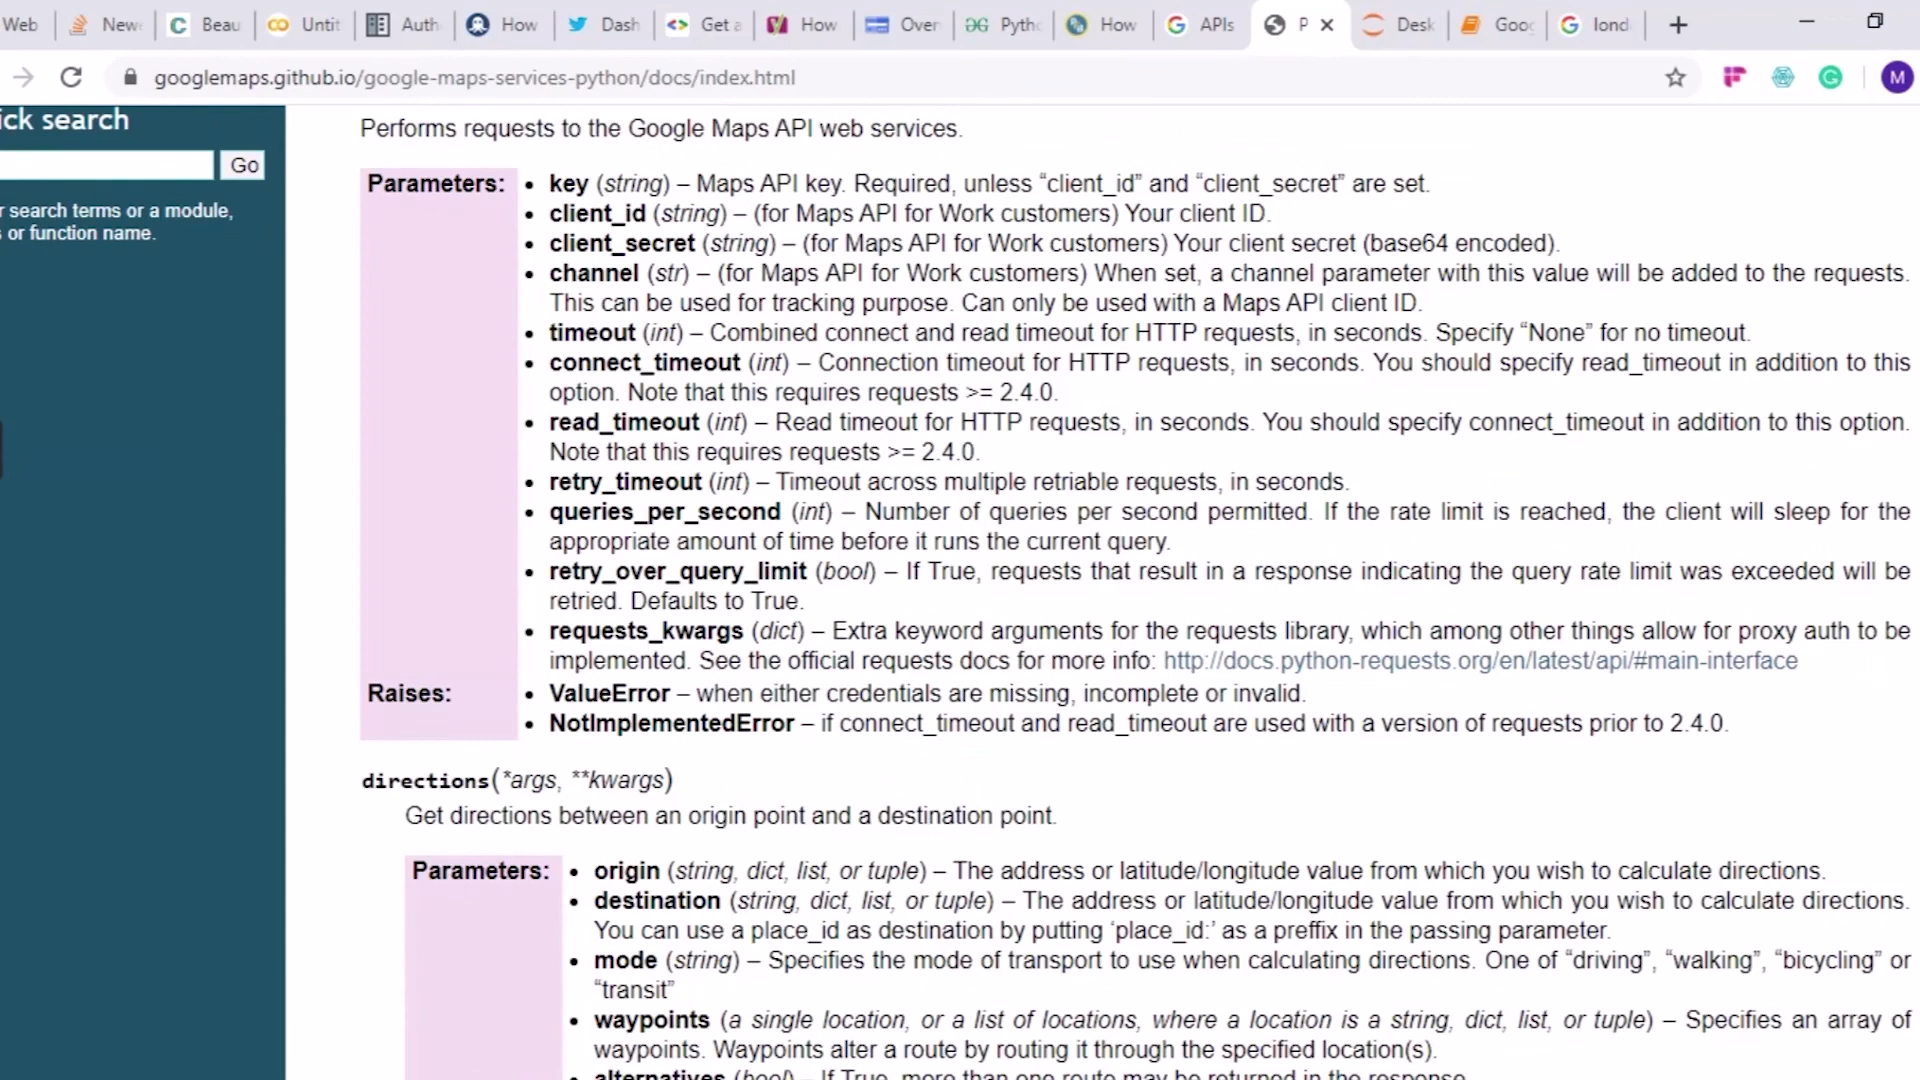 Web
New
Beau
Untit
Auth
How
Dash
Get a
How
Over
Pytho
How
APIs
P
Desk
Goog
lond
googlemaps.github.io/google-maps-services-python/docs/index.html
M
ick search
Go
r search terms or a module,
s or function name.
Performs requests to the Google Maps API web services.
Parameters: • key (string) – Maps API key. Required, unless “client_id” and “client_secret” are set.
• client_id (string) – (for Maps API for Work customers) Your client ID.
• client_secret (string) – (for Maps API for Work customers) Your client secret (base64 encoded).
• channel (str) – (for Maps API for Work customers) When set, a channel parameter with this value will be added to the requests.
This can be used for tracking purpose. Can only be used with a Maps API client ID.
• timeout (int) – Combined connect and read timeout for HTTP requests, in seconds. Specify “None” for no timeout.
• connect_timeout (int) – Connection timeout for HTTP requests, in seconds. You should specify read_timeout in addition to this
option. Note that this requires requests >= 2.4.0.
• read_timeout (int) – Read timeout for HTTP requests, in seconds. You should specify connect_timeout in addition to this option.
Note that this requires requests >= 2.4.0.
• retry_timeout (int) – Timeout across multiple retriable requests, in seconds.
• queries_per_second (int) – Number of queries per second permitted. If the rate limit is reached, the client will sleep for the
appropriate amount of time before it runs the current query.
• retry_over_query_limit (bool) – If True, requests that result in a response indicating the query rate limit was exceeded will be
retried. Defaults to True.
• requests_kwargs (dict) – Extra keyword arguments for the requests library, which among other things allow for proxy auth to be
implemented. See the official requests docs for more info: http://docs.python-requests.org/en/latest/api/#main-interface
Raises: • ValueError – when either credentials are missing, incomplete or invalid.
• NotImplementedError – if connect_timeout and read_timeout are used with a version of requests prior to 2.4.0.
directions(*args, **kwargs)
Get directions between an origin point and a destination point.
Parameters: • origin (string, dict, list, or tuple) – The address or latitude/longitude value from which you wish to calculate directions.
• destination (string, dict, list, or tuple) – The address or latitude/longitude value from which you wish to calculate directions.
You can use a place_id as destination by putting ‘place_id:’ as a preffix in the passing parameter.
• mode (string) – Specifies the mode of transport to use when calculating directions. One of “driving”, “walking”, “bicycling” or
“transit”
• waypoints (a single location, or a list of locations, where a location is a string, dict, list, or tuple) – Specifies an array of
waypoints. Waypoints alter a route by routing it through the specified location(s).
• alternatives (bool) – If True, more than one route may be returned in the response.